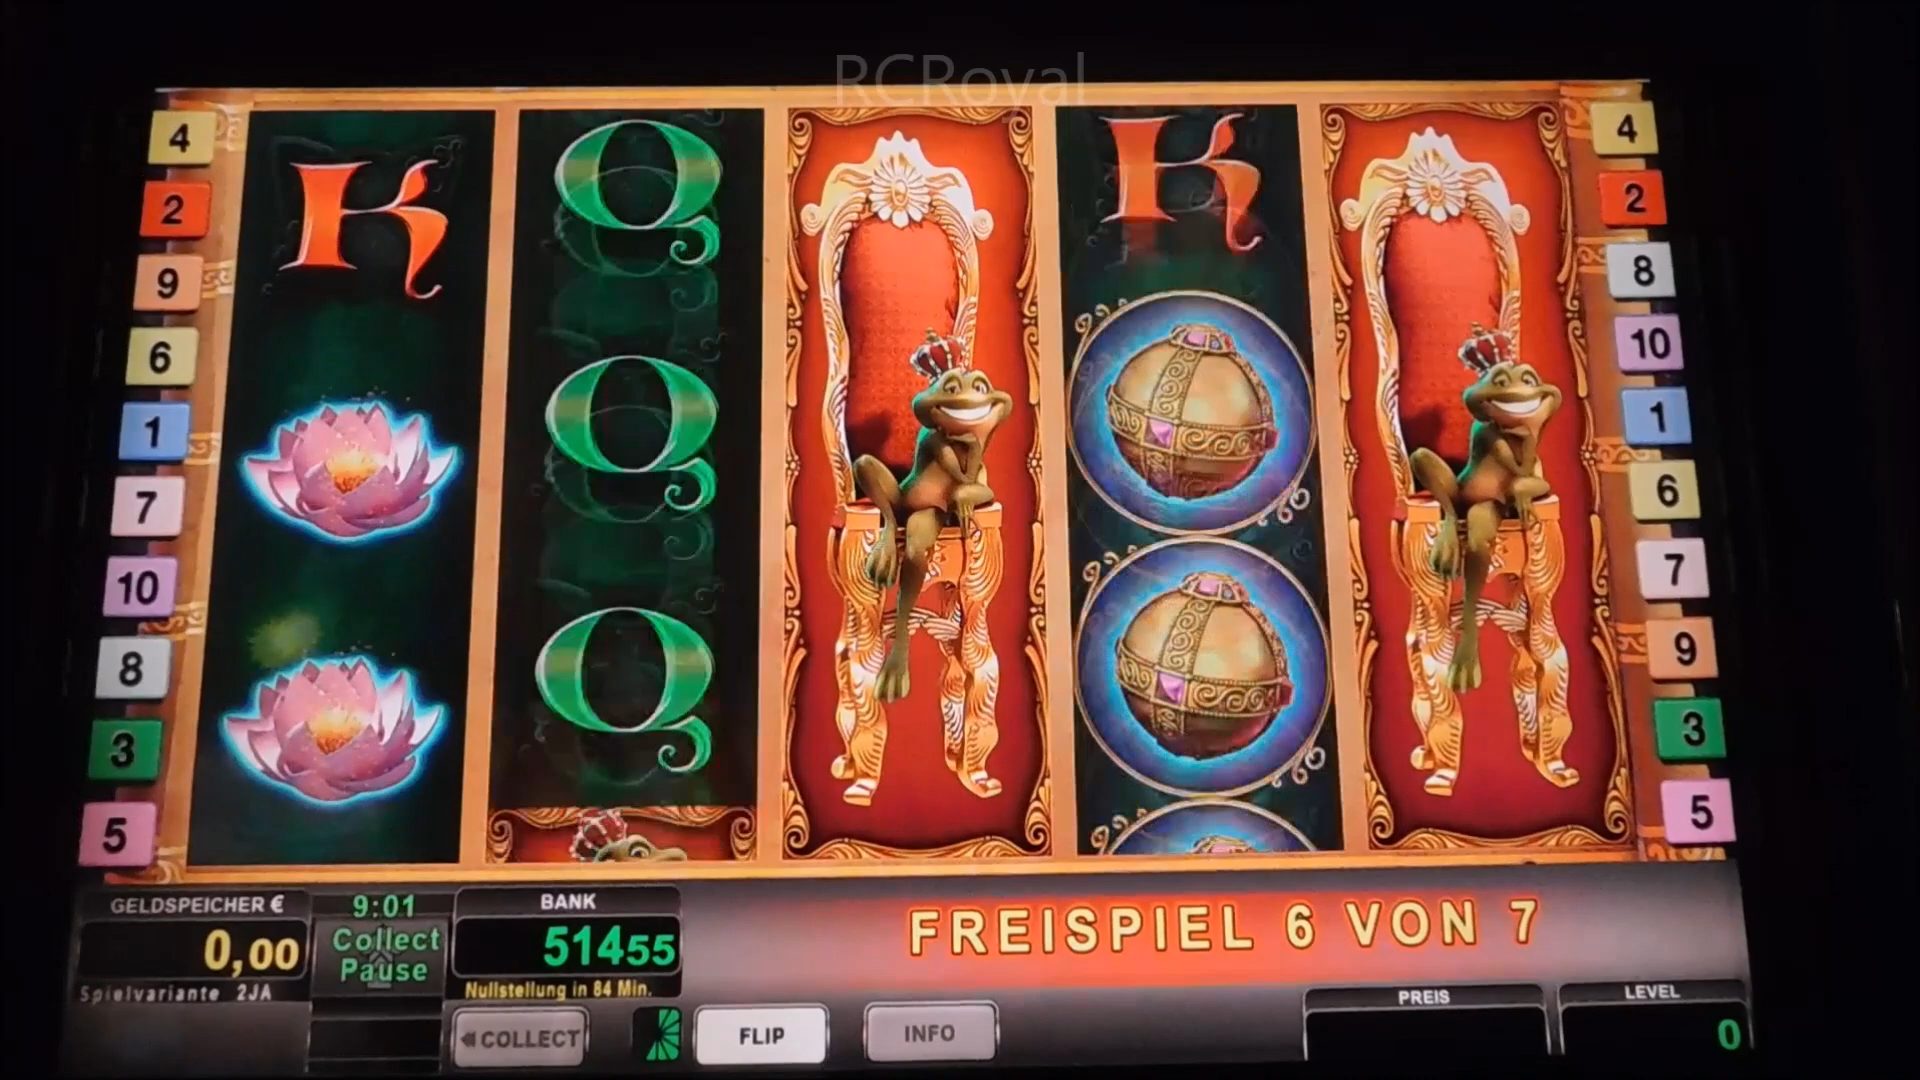 RCRoyal
4 K Q K 4
2 2
9 8
6 10
1 Q 1
7 6
10 7
8 Q 9
3 3
5 5
GELDSPEICHER € 9:01 BANK
0,00 Collect Pause 51455
FREISPIEL 6 VON 7
Spielvariante 2JA Nullstellung in 84 Min.
PREIS LEVEL
COLLECT FLIP INFO 0